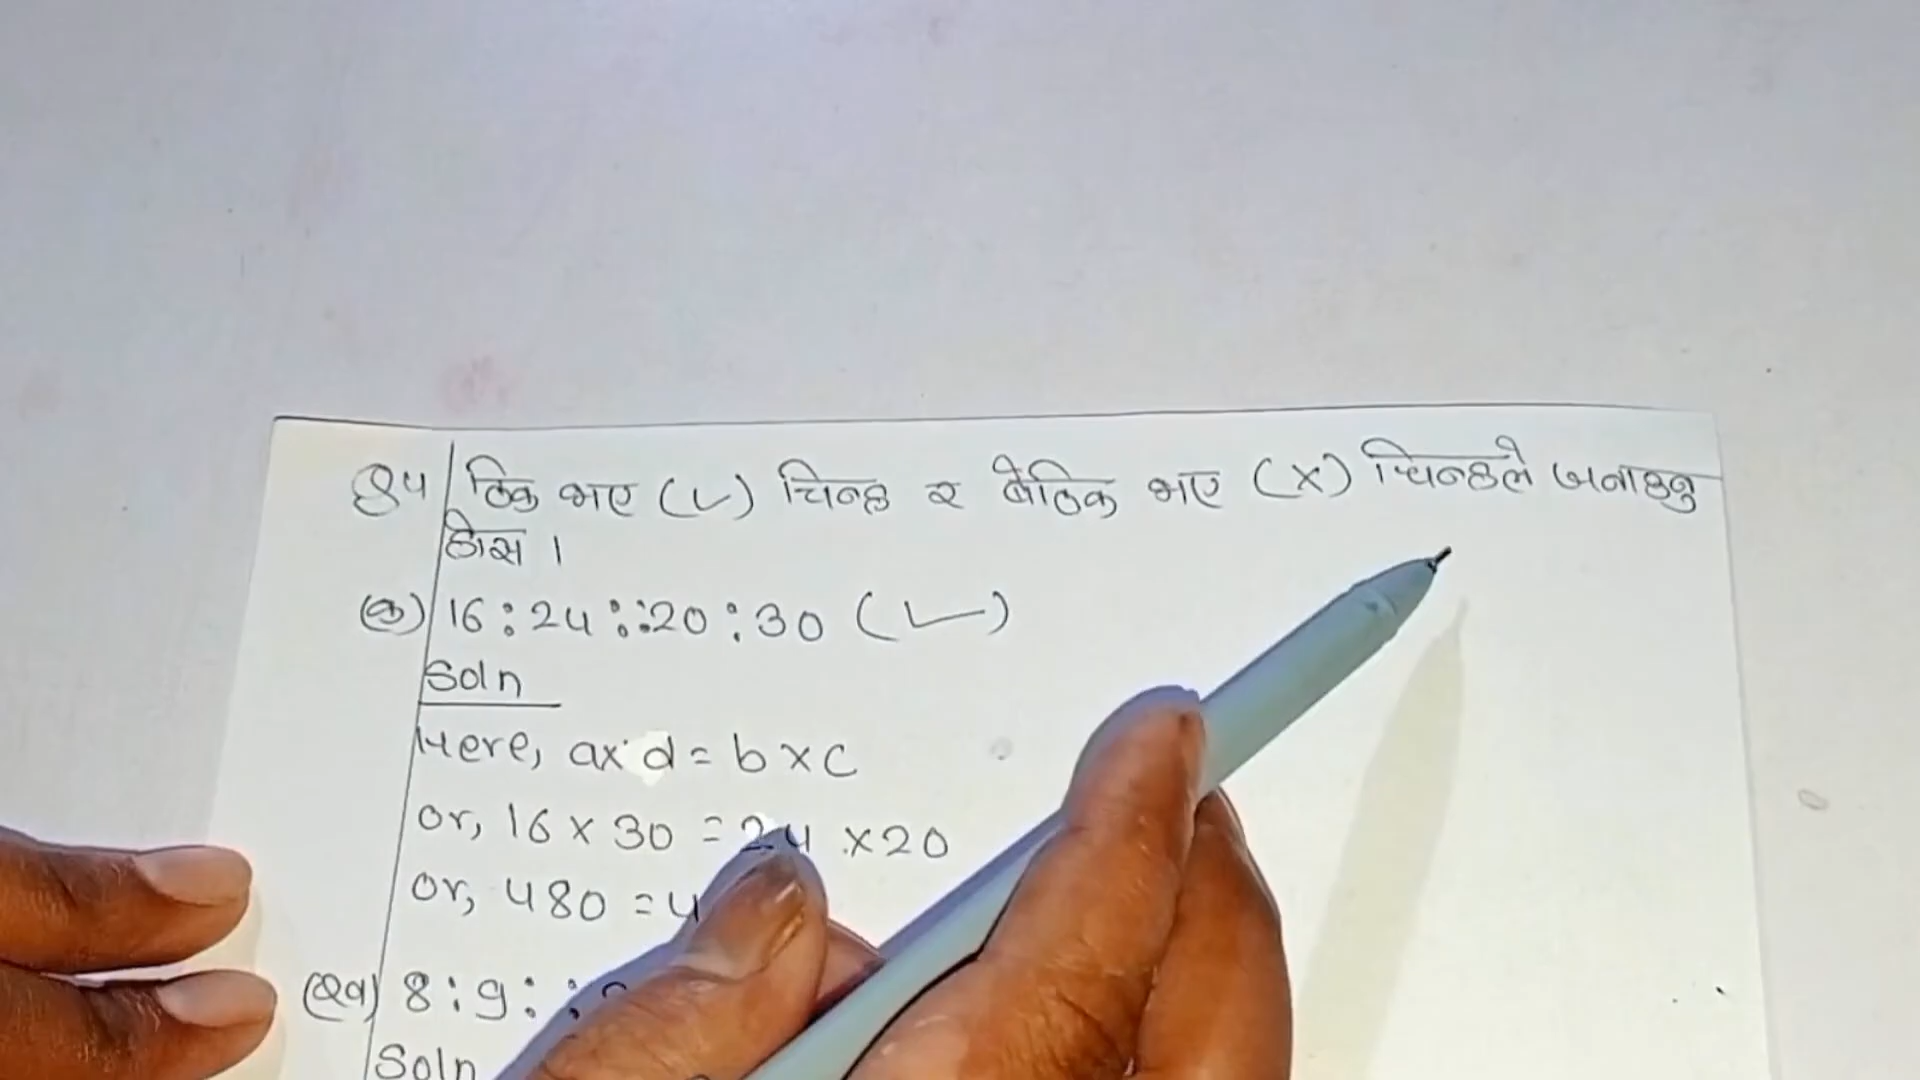 Q५ ठिक भए (✓) चिन्ह र बेठिक भए (×) चिन्हले जनाउनु
होस ।
(क) 16 : 24 :: 20 : 30 (✓)
Soln
Here, a×d = b×c
or, 16 × 30 = 24 × 20
or, 480 = 4
(ख) 8 : 9 ::
Soln